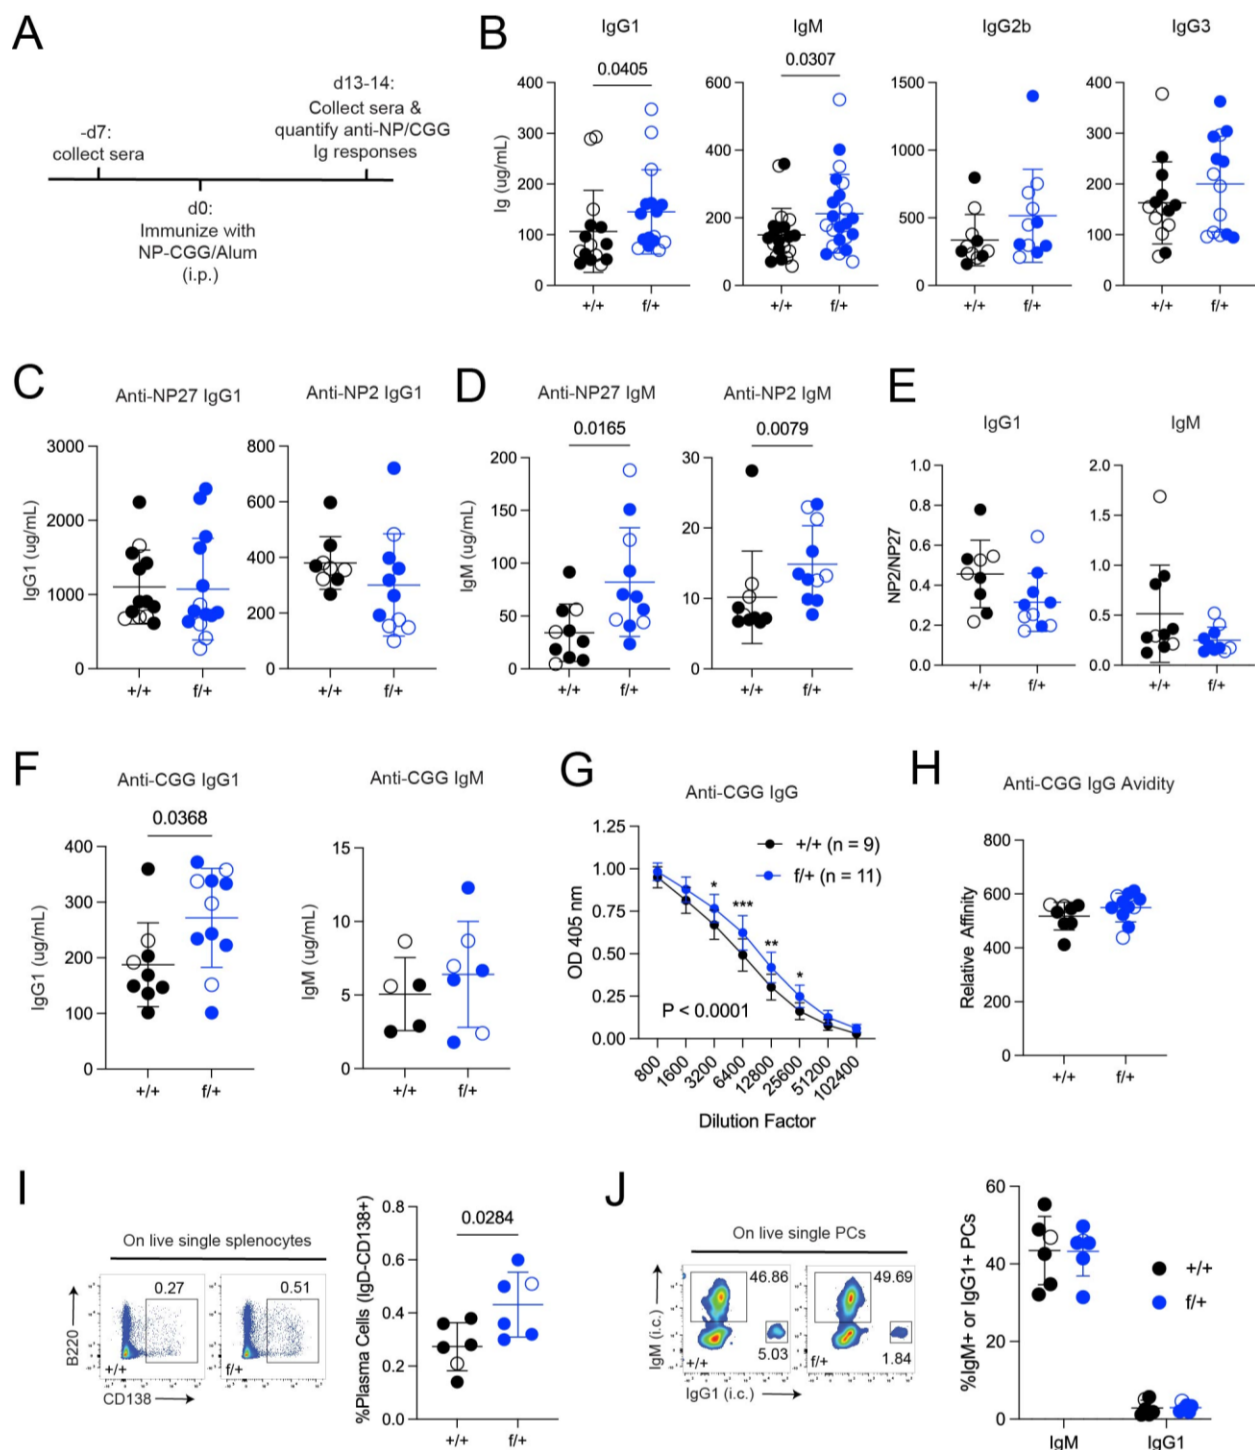 A
-d7:
collect sera
d0:
Immunize with
NP-CGG/Alum
(i.p.)
d13-14:
Collect sera &
quantify anti-NP/CGG
Ig responses
B
IgG1
0.0405
Ig (ug/mL)
400
300
200
100
0
+/+ f/+
IgM
0.0307
600
400
200
0
+/+ f/+
IgG2b
1500
1000
500
0
+/+ f/+
IgG3
400
300
200
100
0
+/+ f/+
C
Anti-NP27 IgG1
IgG1 (ug/mL)
3000
2000
1000
0
+/+ f/+
Anti-NP2 IgG1
800
600
400
200
0
+/+ f/+
D
Anti-NP27 IgM
0.0165
IgM (ug/mL)
200
150
100
50
0
+/+ f/+
Anti-NP2 IgM
0.0079
30
20
10
0
+/+ f/+
E
IgG1
NP2/NP27
1.0
0.8
0.6
0.4
0.2
0.0
+/+ f/+
IgM
2.0
1.5
1.0
0.5
0.0
+/+ f/+
F
Anti-CGG IgG1
0.0368
IgG1 (ug/mL)
400
300
200
100
0
+/+ f/+
Anti-CGG IgM
IgM (ug/mL)
15
10
5
0
+/+ f/+
G
Anti-CGG IgG
OD 405 nm
1.25
1.00
0.75
0.50
0.25
0.00
+/+ (n = 9)
f/+ (n = 11)
* *** ** *
P < 0.0001
800 1600 3200 6400 12800 25600 51200 102400
Dilution Factor
H
Anti-CGG IgG Avidity
Relative Affinity
800
600
400
200
0
+/+ f/+
I
On live single splenocytes
0.27 0.51
B220
+/+ f/+
CD138
%Plasma Cells (IgD-CD138+)
0.0284
0.8
0.6
0.4
0.2
0.0
+/+ f/+
J
On live single PCs
46.86 49.69
IgM (i.c.)
5.03 1.84
+/+ f/+
IgG1 (i.c.)
%IgM+ or IgG1+ PCs
60
40
20
0
+/+
f/+
IgM IgG1